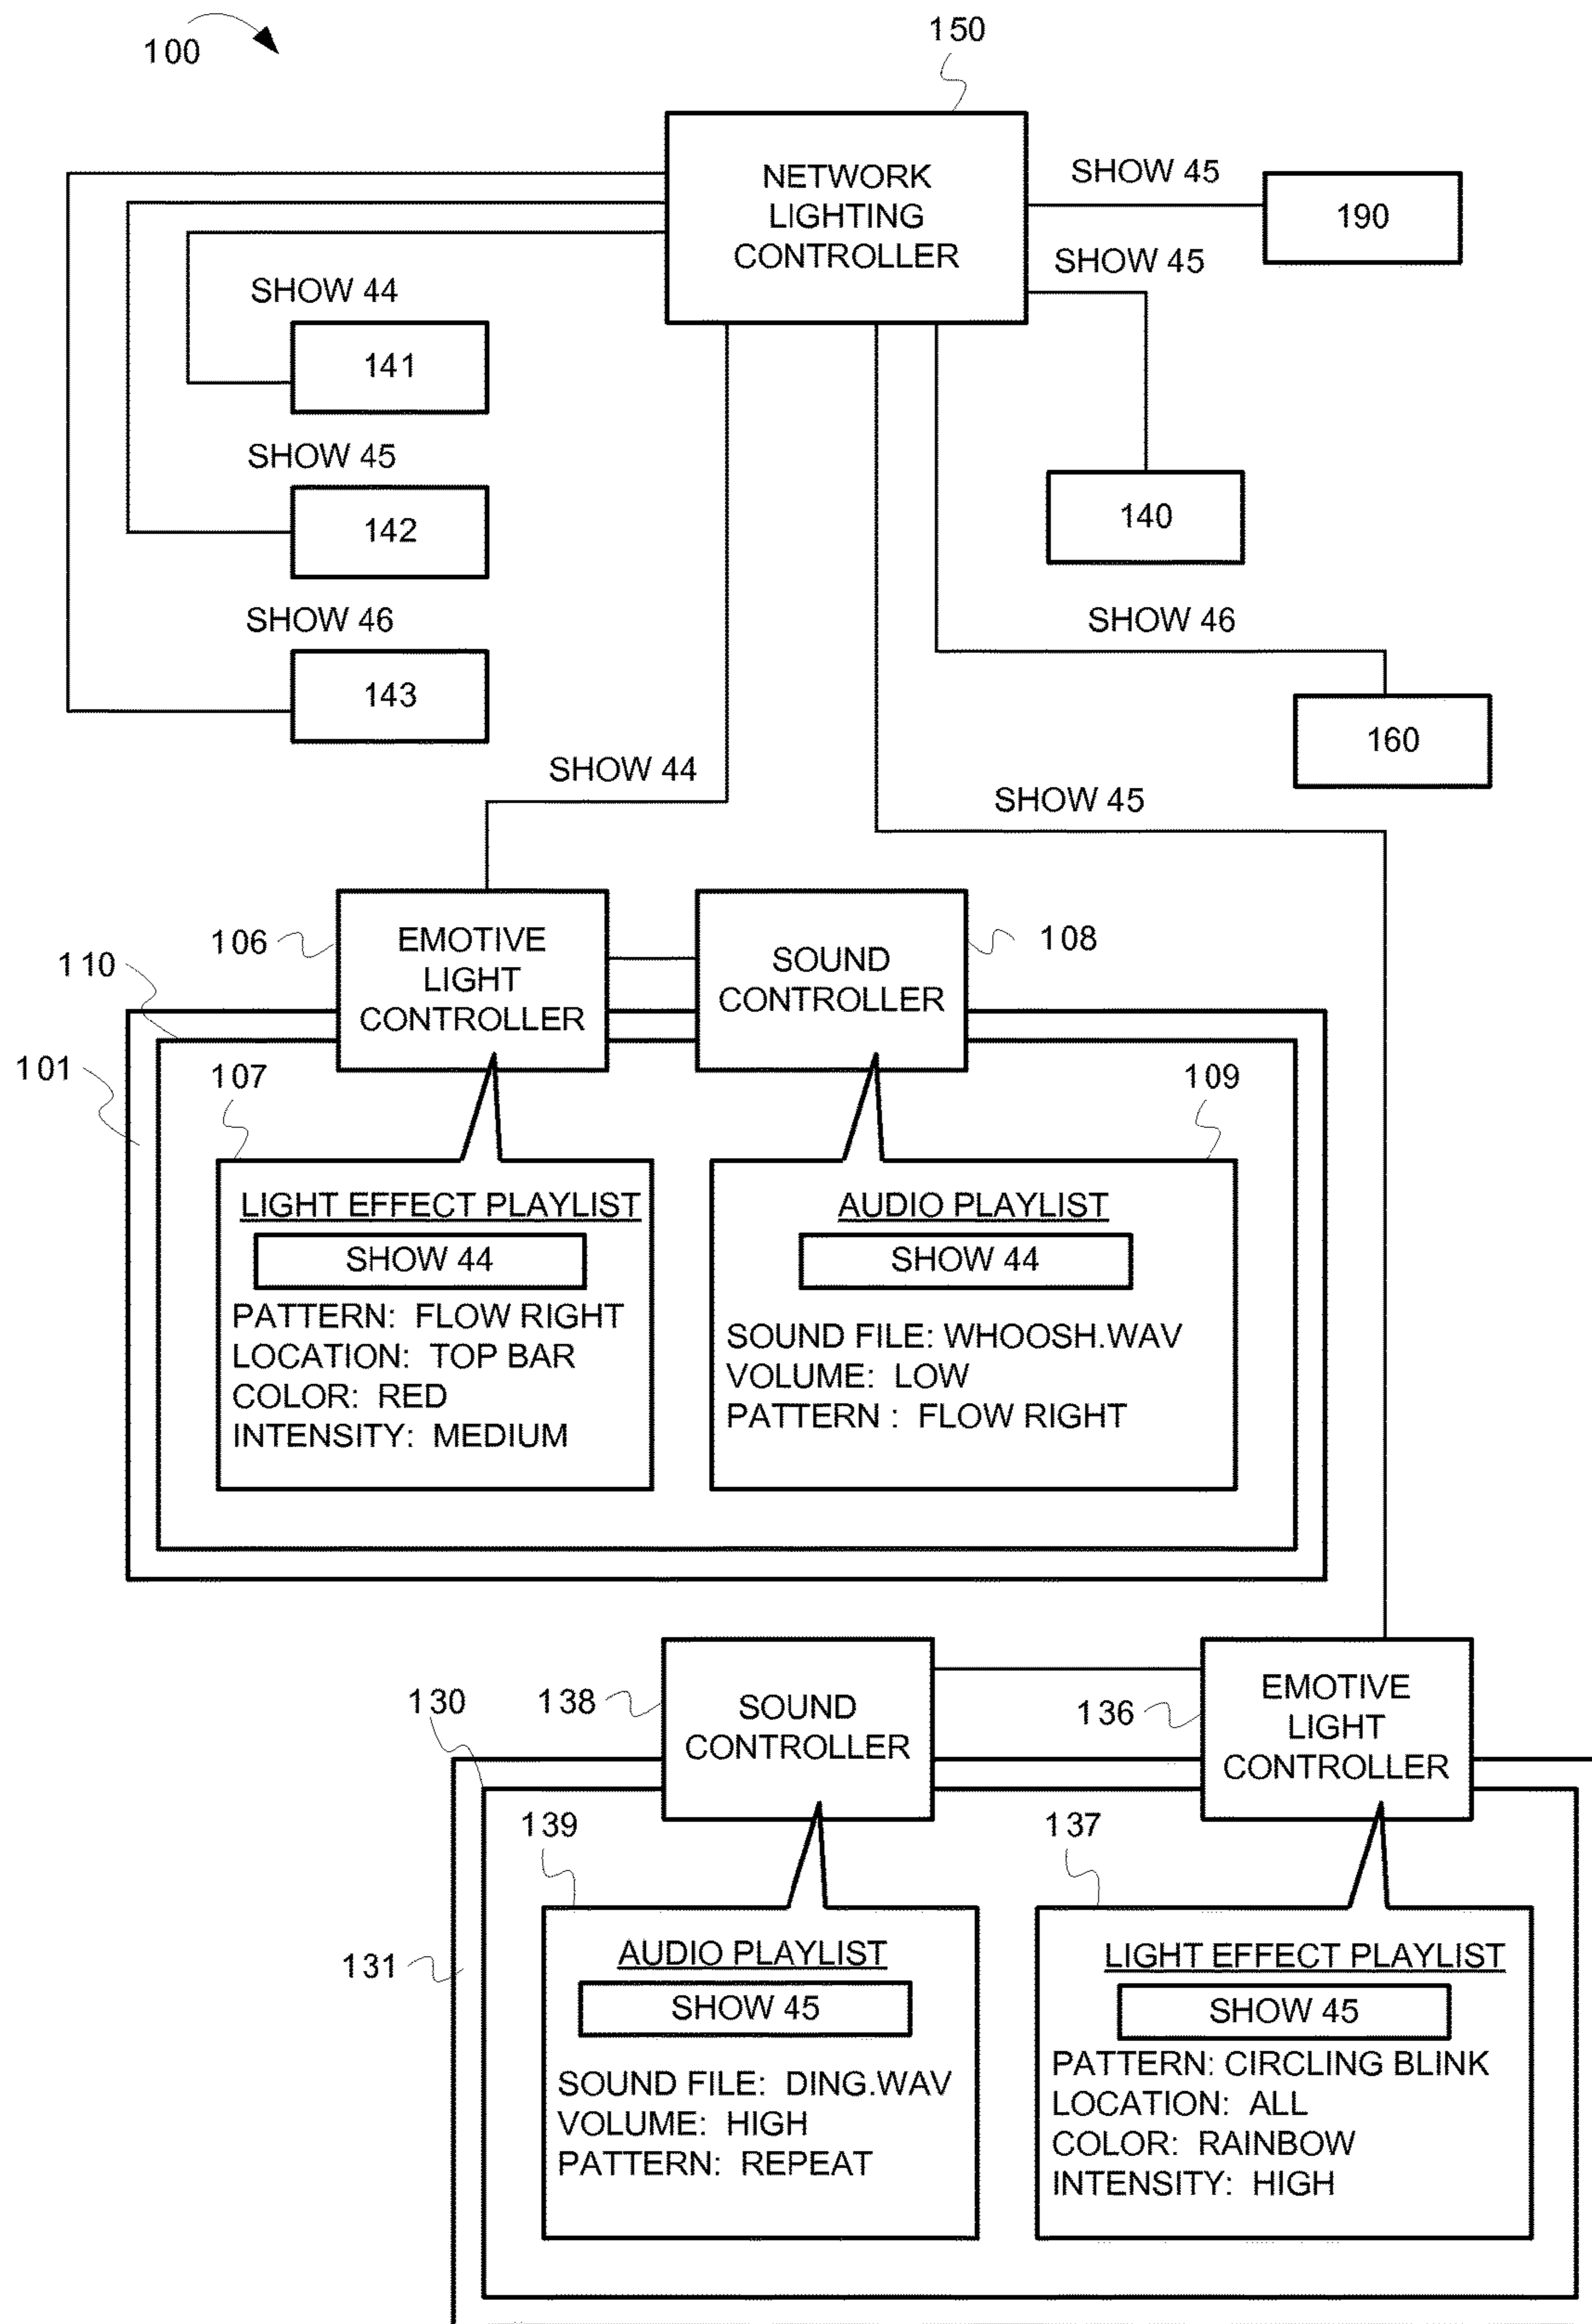 100
150
NETWORK
LIGHTING
CONTROLLER
SHOW 45
190
SHOW 45
SHOW 44
141
SHOW 45
142
140
SHOW 46
143
SHOW 46
160
SHOW 44
SHOW 45
106
EMOTIVE
LIGHT
CONTROLLER
SOUND
CONTROLLER
108
110
101
107
109
LIGHT EFFECT PLAYLIST
SHOW 44
PATTERN: FLOW RIGHT
LOCATION: TOP BAR
COLOR: RED
INTENSITY: MEDIUM
AUDIO PLAYLIST
SHOW 44
SOUND FILE: WHOOSH.WAV
VOLUME: LOW
PATTERN : FLOW RIGHT
138
SOUND
CONTROLLER
130
136
EMOTIVE
LIGHT
CONTROLLER
139
137
131
AUDIO PLAYLIST
SHOW 45
SOUND FILE: DING.WAV
VOLUME: HIGH
PATTERN: REPEAT
LIGHT EFFECT PLAYLIST
SHOW 45
PATTERN: CIRCLING BLINK
LOCATION: ALL
COLOR: RAINBOW
INTENSITY: HIGH